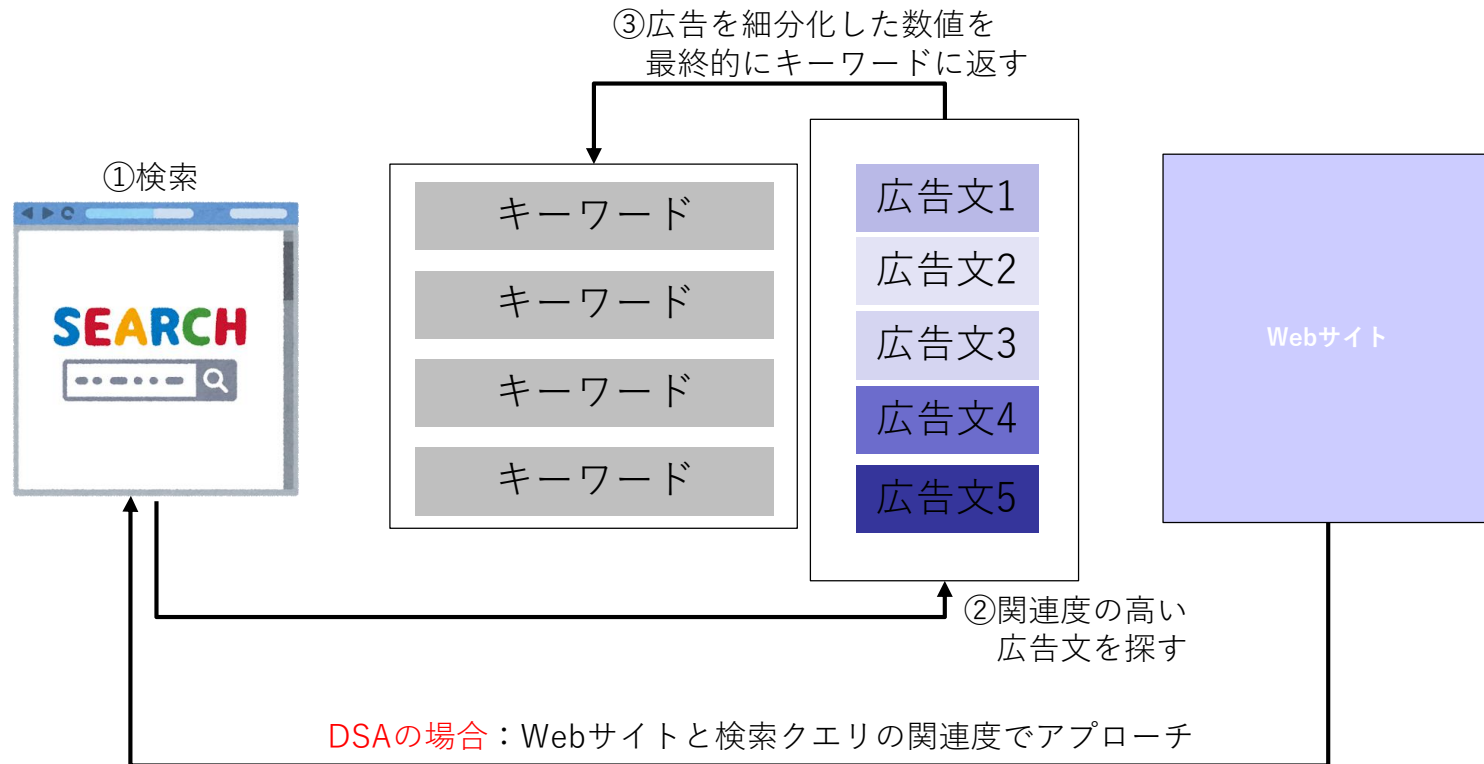 ③広告を細分化した数値を
最終的にキーワードに返す
①検索
SEARCH
キーワード
キーワード
キーワード
キーワード
広告文1
広告文2
広告文3
広告文4
広告文5
Webサイト
②関連度の高い
広告文を探す
DSAの場合：Webサイトと検索クエリの関連度でアプローチ